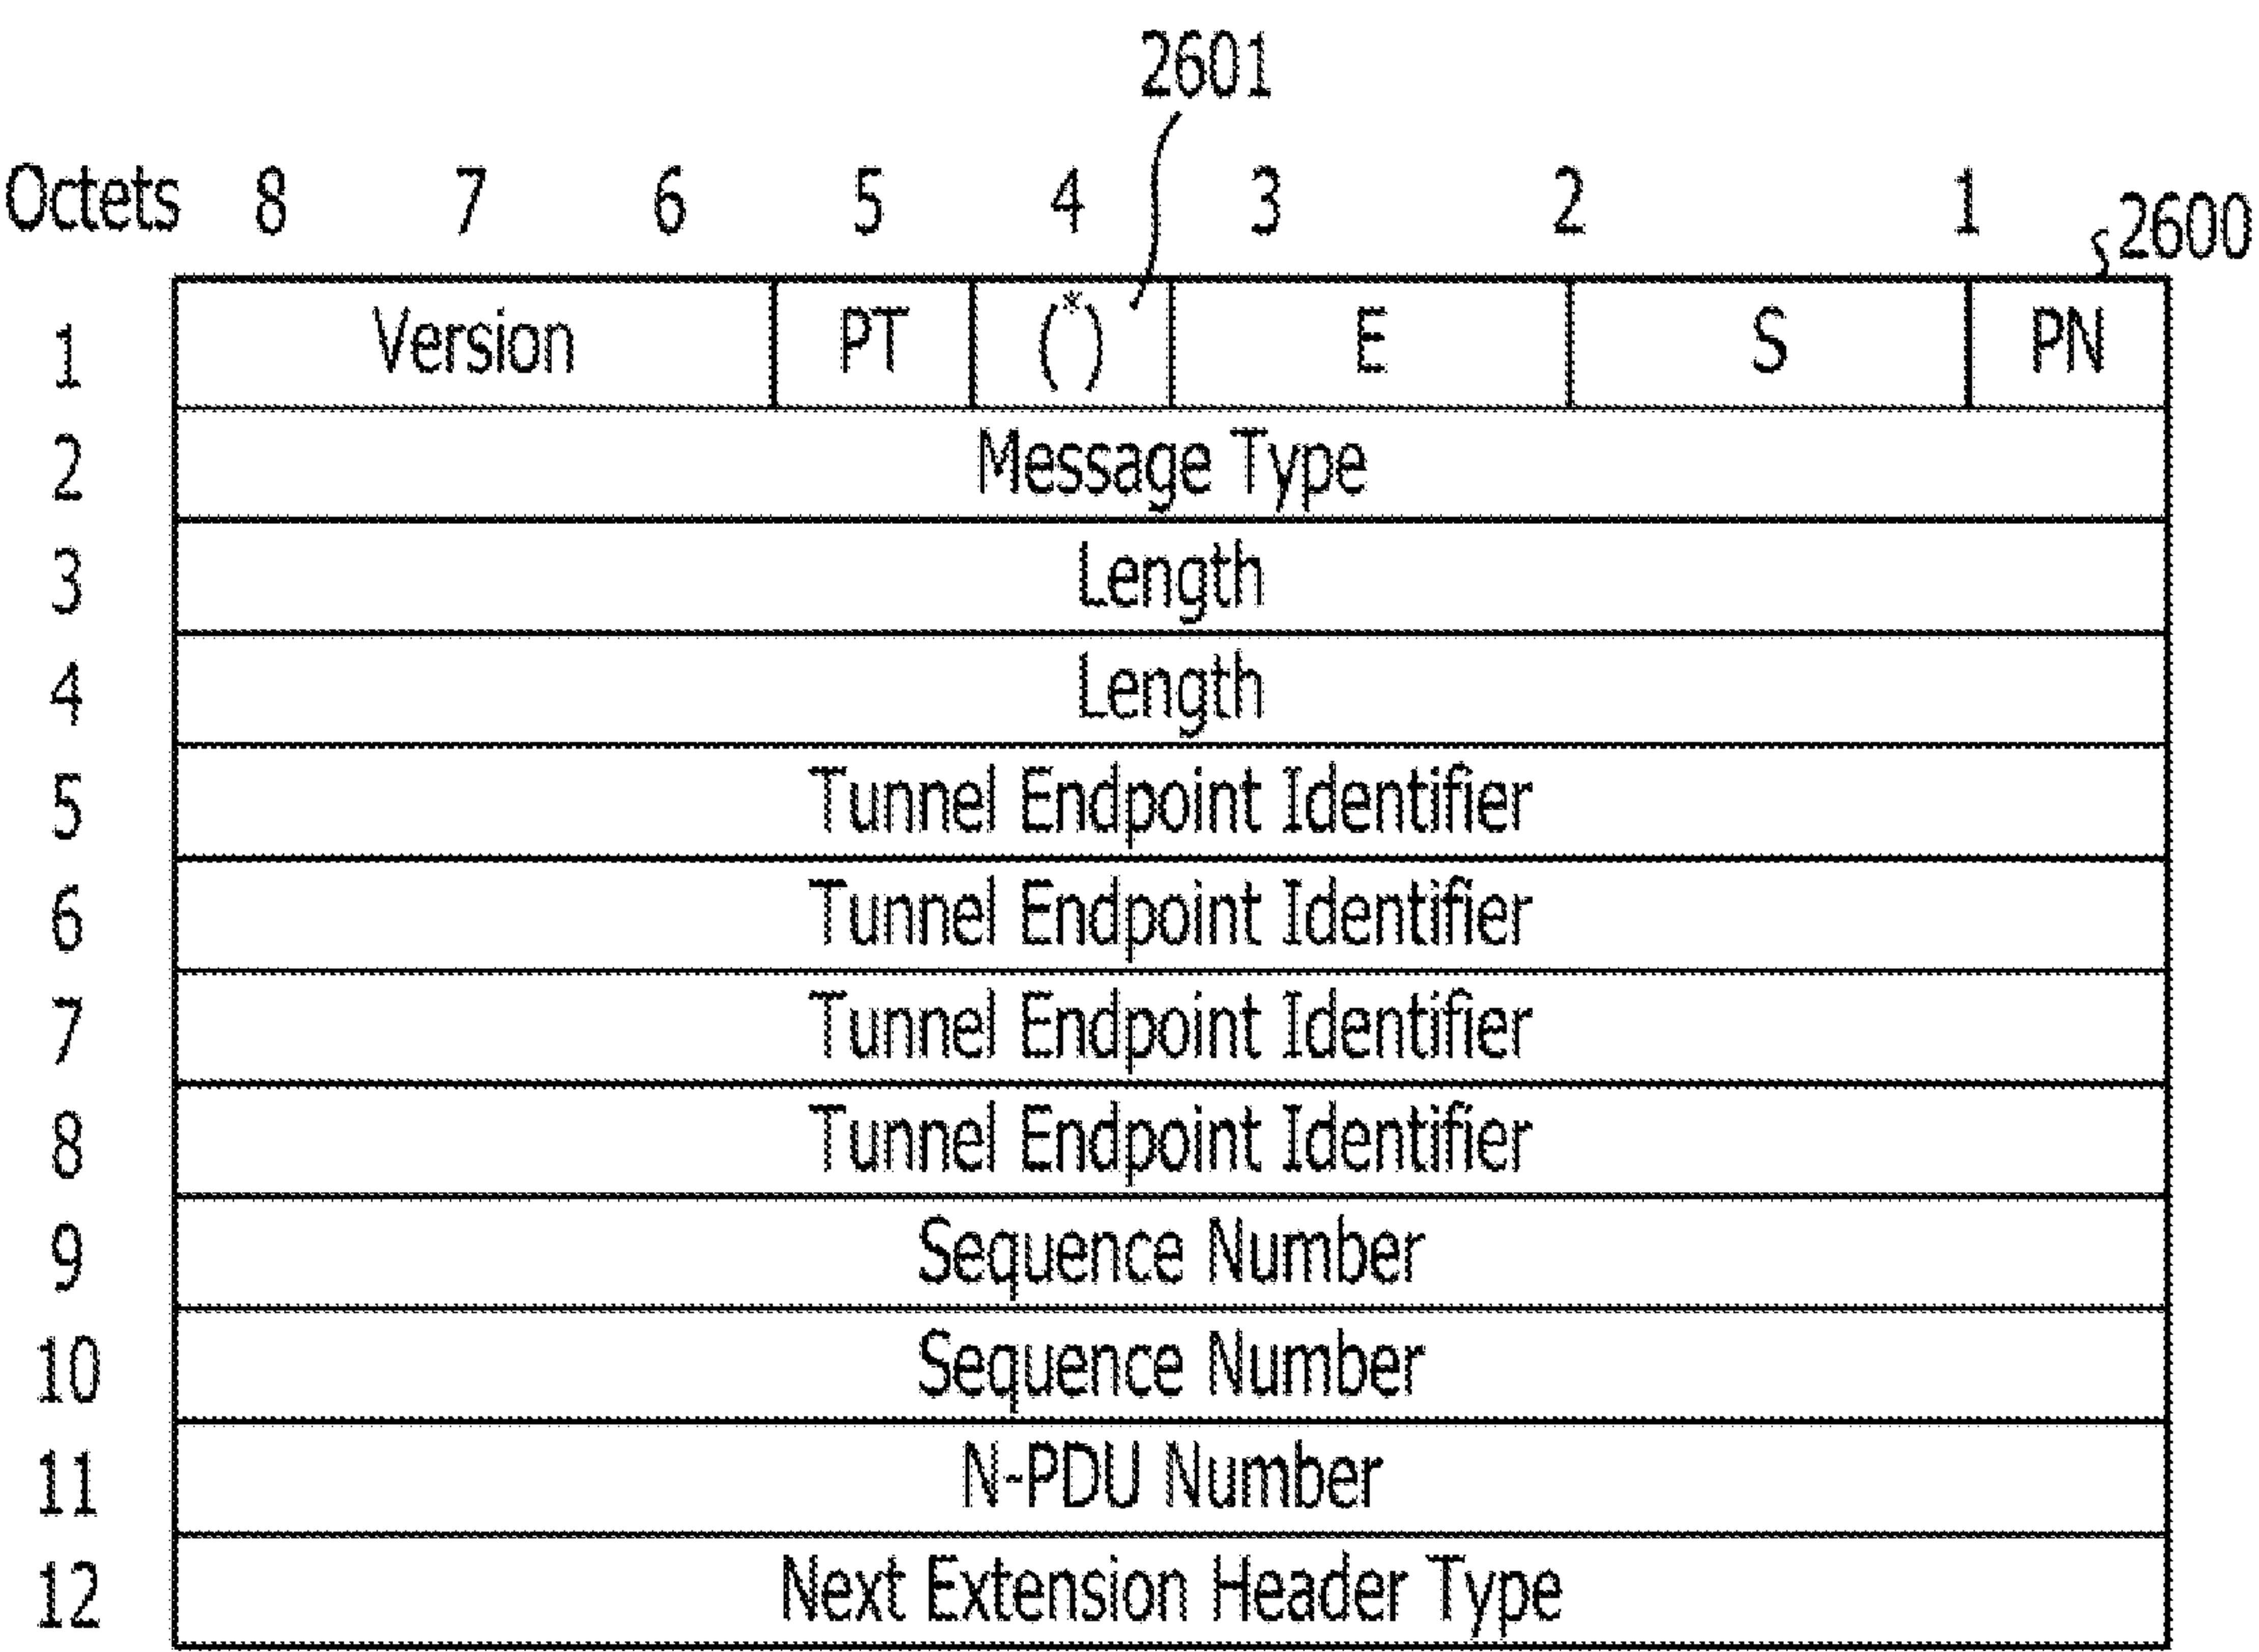 2601
Octets 8 7 6 5 4 3 2 1 2600
1 Version PT (*) E S PN
2 Message Type
3 Length
4 Length
5 Tunnel Endpoint Identifier
6 Tunnel Endpoint Identifier
7 Tunnel Endpoint Identifier
8 Tunnel Endpoint Identifier
9 Sequence Number
10 Sequence Number
11 N-PDU Number
12 Next Extension Header Type